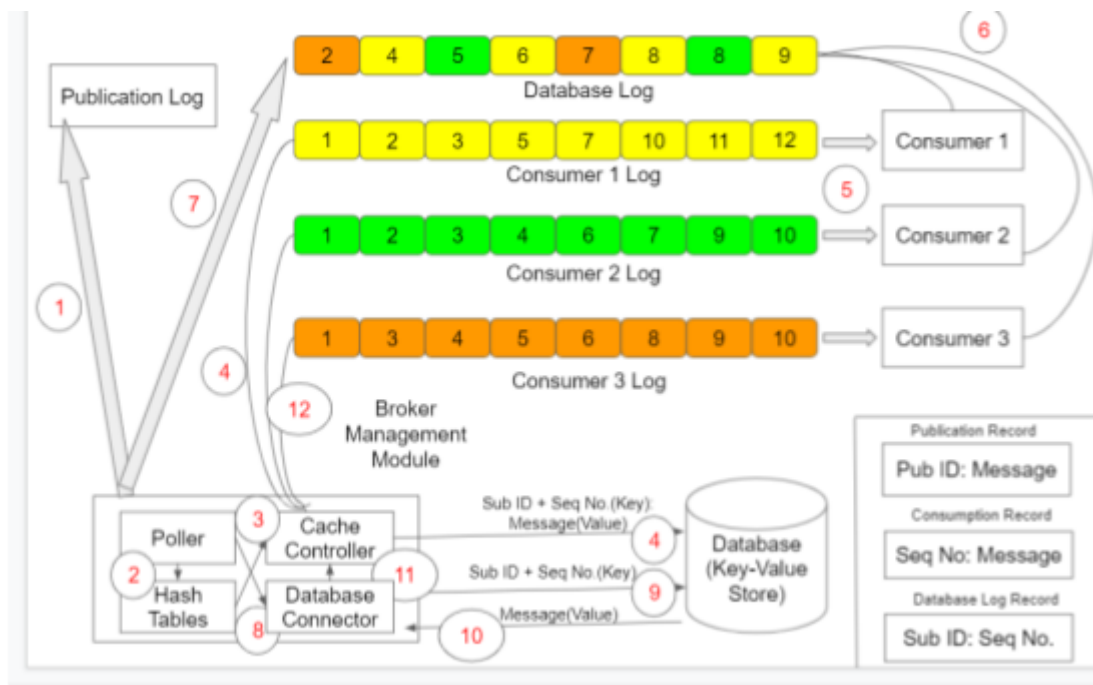 6
2 4 5 6 7 8 8 9
Database Log
Publication Log
1 2 3 5 7 10 11 12
Consumer 1 Log
Consumer 1
7
5
1 2 3 4 6 7 9 10
Consumer 2 Log
Consumer 2
1
1 3 4 5 6 8 9 10
Consumer 3 Log
Consumer 3
4
12
Broker
Management
Module
Publication Record
Pub ID: Message
Consumption Record
Seq No: Message
Database Log Record
Sub ID: Seq No.
Poller
3
Cache
Controller
2
Hash
Tables
8
Database
Connector
11
Sub ID + Seq No.(Key):
Message(Value)
4
Sub ID + Seq No.(Key)
9
Message(Value)
10
Database
(Key-Value
Store)